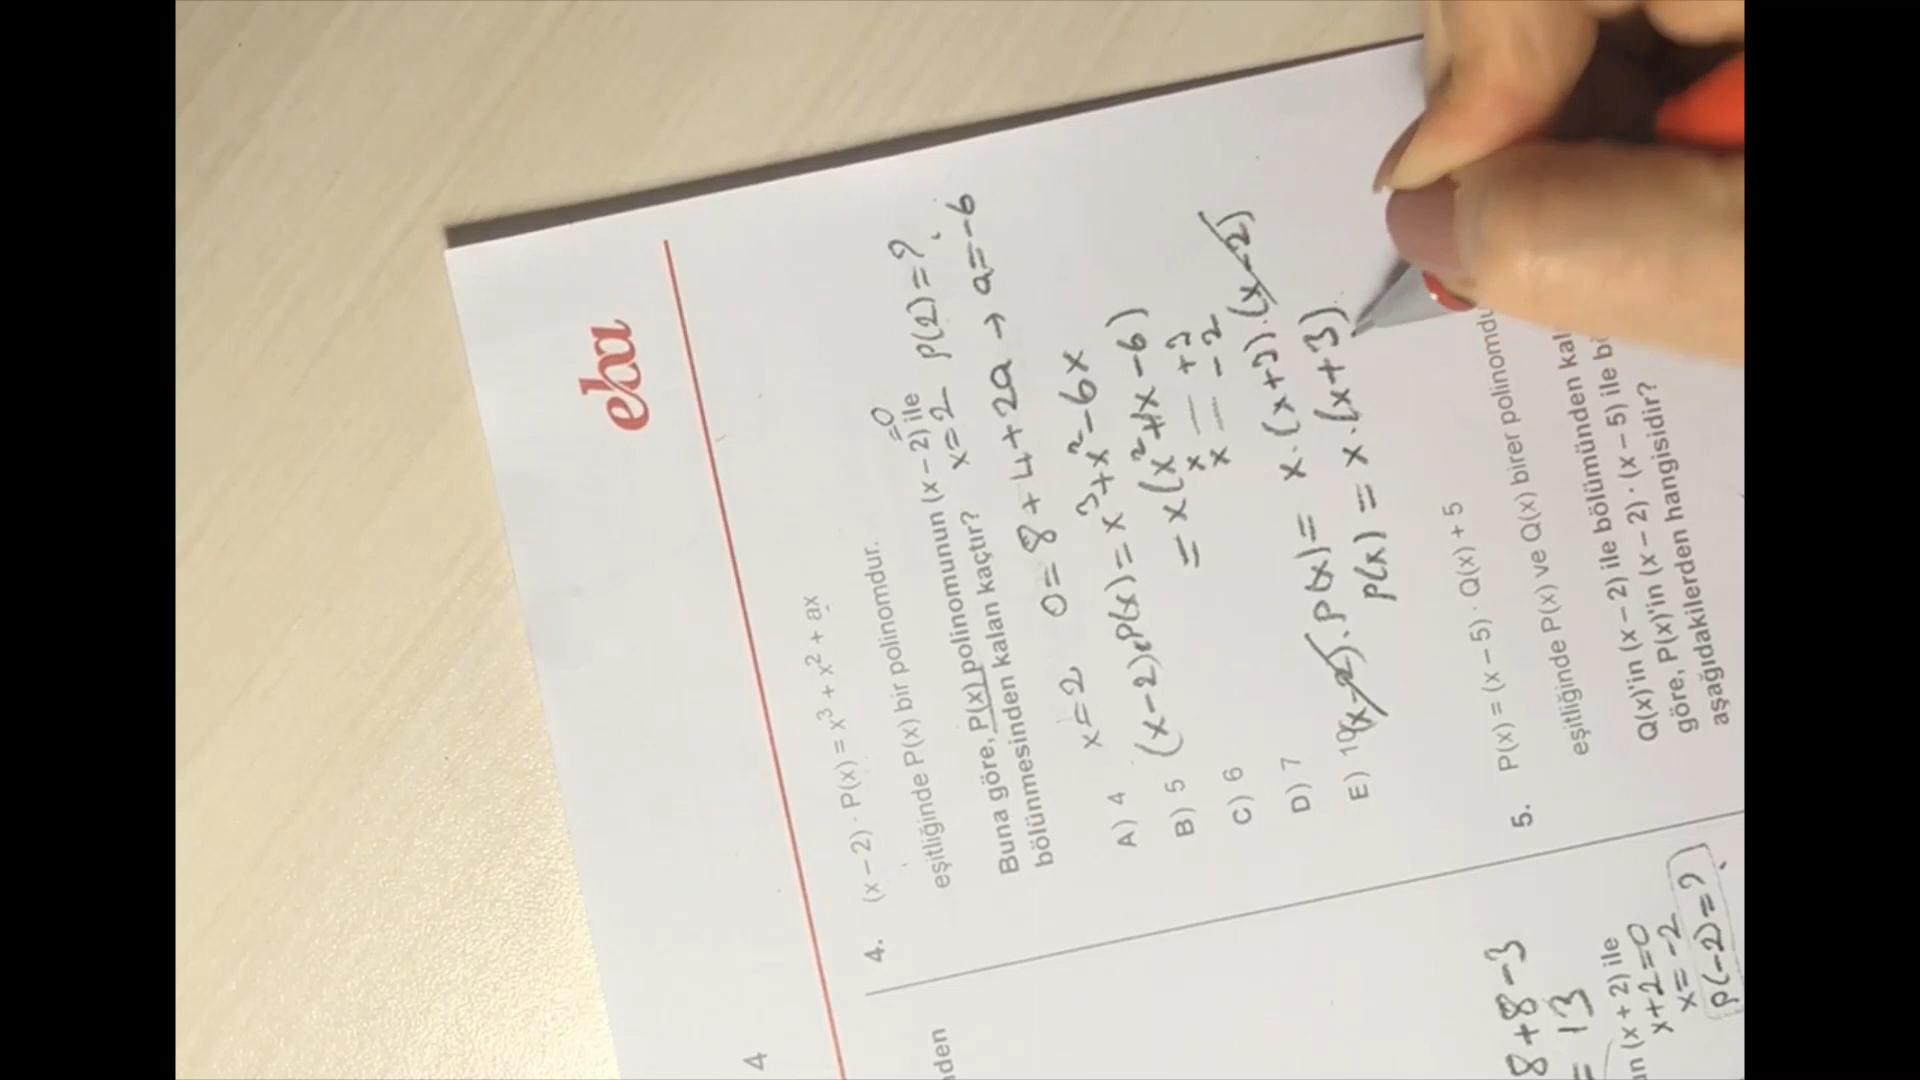 eba
4
4. (x – 2) · P(x) = x³ + x² + ax
eşitliğinde P(x) bir polinomdur.
=0
Buna göre, P(x) polinomunun (x – 2) ile
bölünmesinden kalan kaçtır? x=2 P(2)=?
x=2 0=8+4+2a → a=-6
A) 4 (x-2).P(x)=x³+x²-6x
B) 5 =x(x²+x-6)
x +3
x -2
C) 6
D) 7 (x-2).P(x)= x.(x+3).(x-2)
E) 10 P(x)=x.(x+3)
5. P(x) = (x – 5) · Q(x) + 5
eşitliğinde P(x) ve Q(x) birer polinomdu
Q(x)'in (x – 2) ile bölümünden kal
göre, P(x)'in (x – 2) · (x – 5) ile bö
aşağıdakilerden hangisidir?
nden
8+8-3
= 13
un (x + 2) ile
x+2=0
x=-2
P(-2)=?